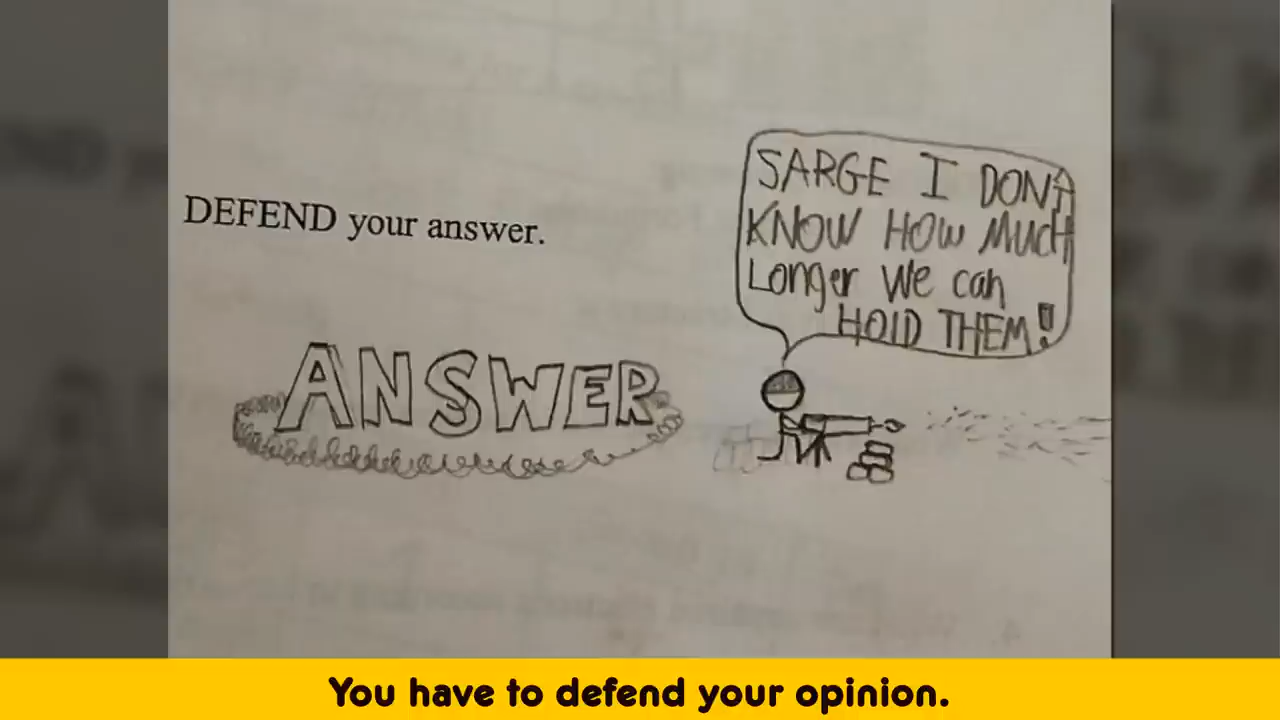 DEFEND your answer.
SARGE I DON'T
KNOW HOW MUCH
Longer We can
HOLD THEM!
ANSWER
You have to defend your opinion.